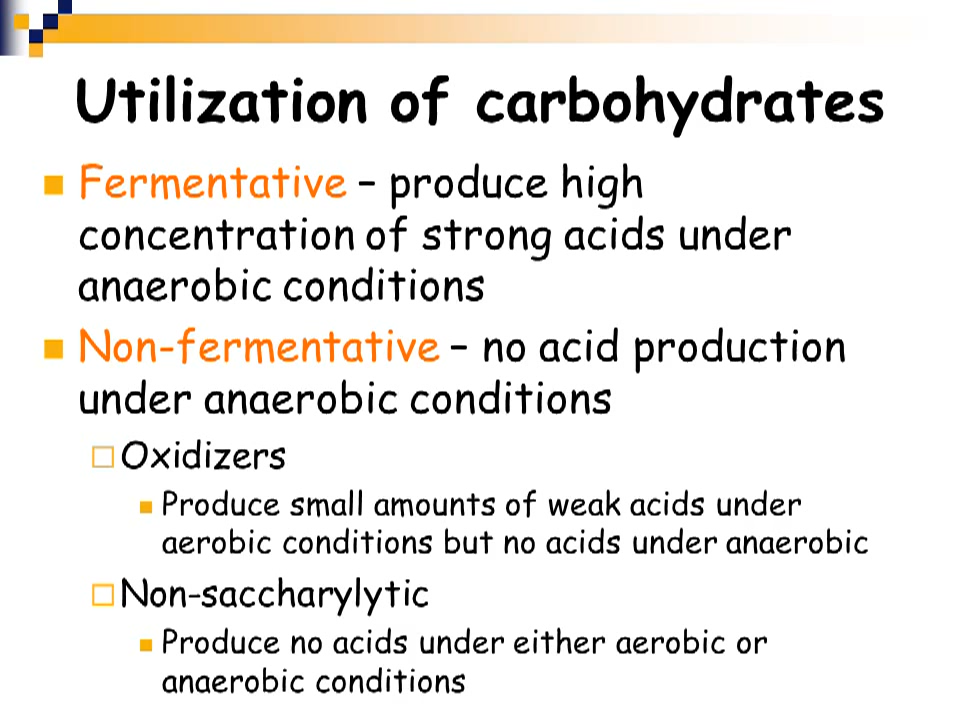 Utilization of carbohydrates
Fermentative – produce high
concentration of strong acids under
anaerobic conditions
Non-fermentative – no acid production
under anaerobic conditions
Oxidizers
Produce small amounts of weak acids under
aerobic conditions but no acids under anaerobic
Non-saccharylytic
Produce no acids under either aerobic or
anaerobic conditions